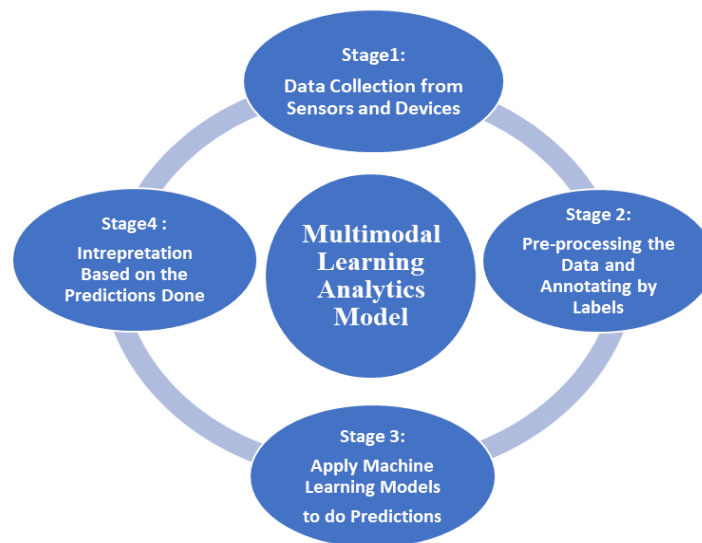 Stage1:
Data Collection from
Sensors and Devices
Stage 2:
Pre-processing the
Data and
Annotating by
Labels
Stage 3:
Apply Machine
Learning Models
to do Predictions
Stage4 :
Intrepretation
Based on the
Predictions Done
Multimodal
Learning
Analytics
Model